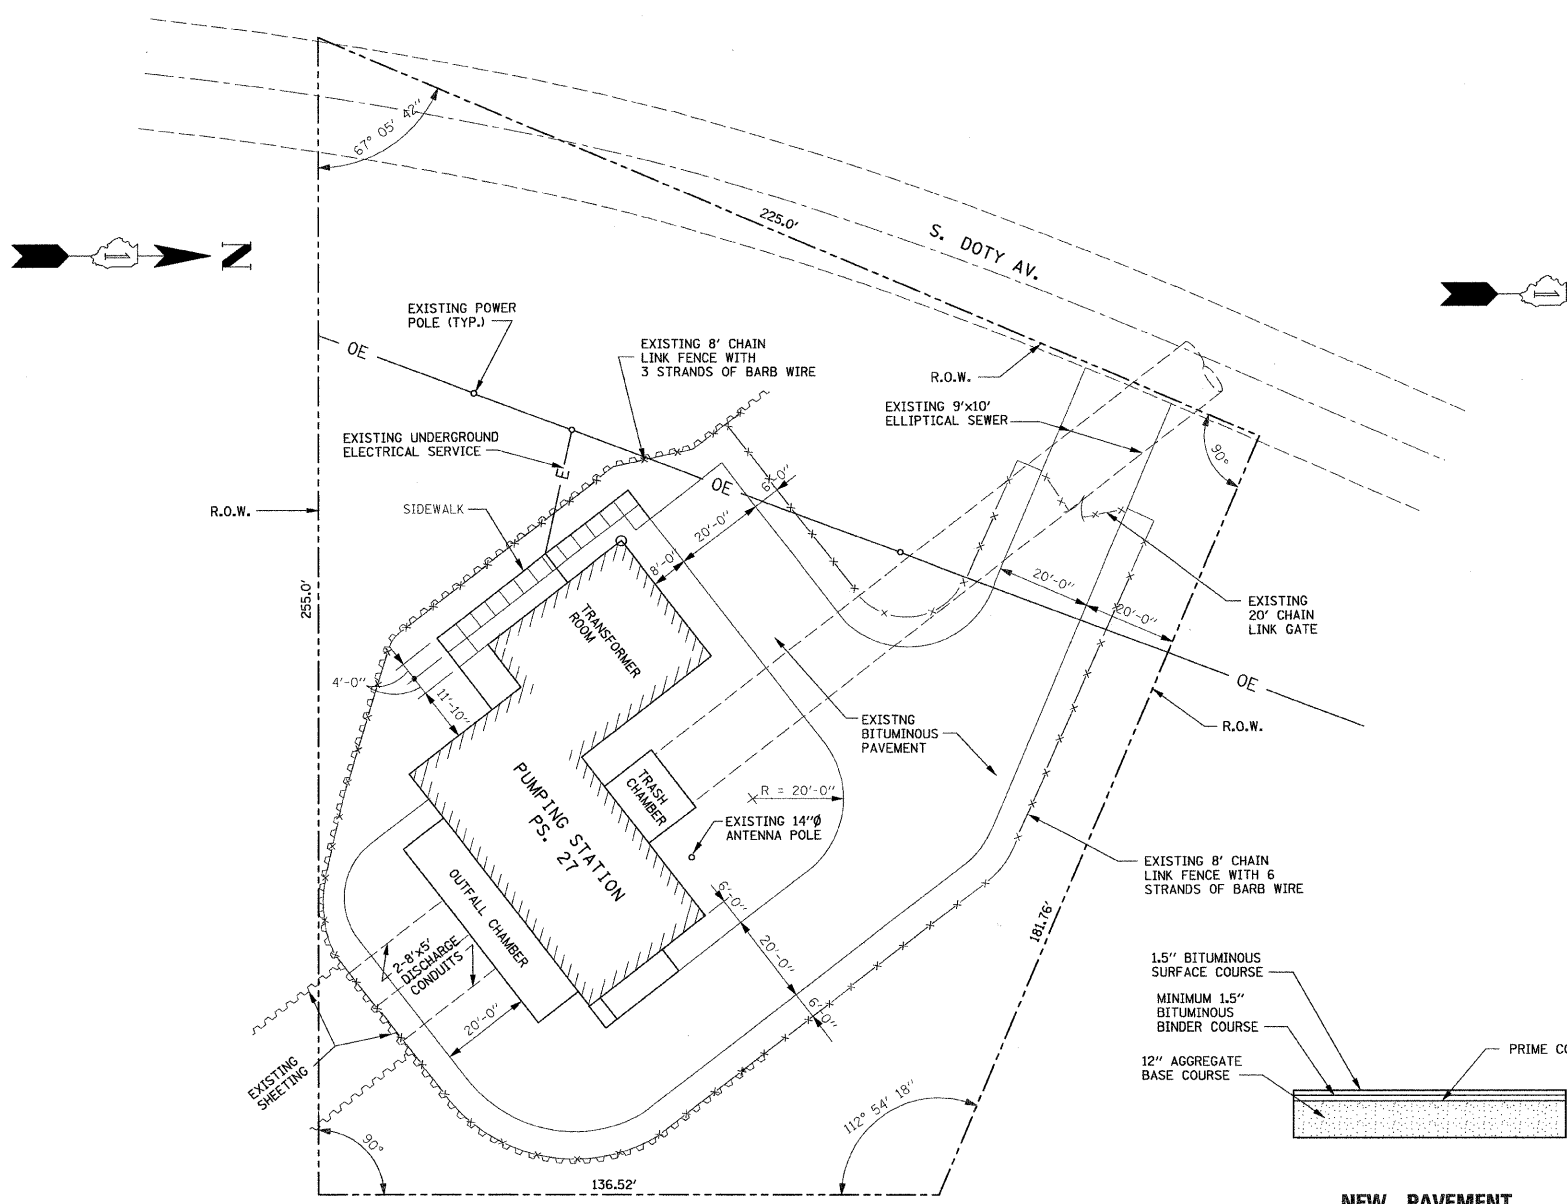 67° 05' 42"
225.0'
S. DOTY AV.
N
EXISTING POWER
POLE (TYP.)
OE
EXISTING 8' CHAIN
LINK FENCE WITH
3 STRANDS OF BARB WIRE
R.O.W.
EXISTING 9'x10'
ELLIPTICAL SEWER
EXISTING UNDERGROUND
ELECTRICAL SERVICE
E
OE
6'-0"
90°
R.O.W.
SIDEWALK
20'-0"
8'-0"
255.0'
20'-0"
20'-0"
EXISTING
20' CHAIN
LINK GATE
TRANSFORMER
ROOM
4'-0"
11'-10"
OE
EXISTNG
BITUMINOUS
PAVEMENT
R.O.W.
PUMPING STATION
PS. 27
TRASH
CHAMBER
R = 20'-0"
EXISTING 14"Ø
ANTENNA POLE
EXISTING 8' CHAIN
LINK FENCE WITH 6
STRANDS OF BARB WIRE
OUTFALL CHAMBER
6'-0"
181.76'
2-8'x5'
DISCHARGE
CONDUITS
20'-0"
6'-0"
20'-0"
1.5" BITUMINOUS
SURFACE COURSE
MINIMUM 1.5"
BITUMINOUS
BINDER COURSE
PRIME CO
12" AGGREGATE
BASE COURSE
EXISTING
SHEETING
112° 54' 18"
90°
136.52'
NEW PAVEMENT